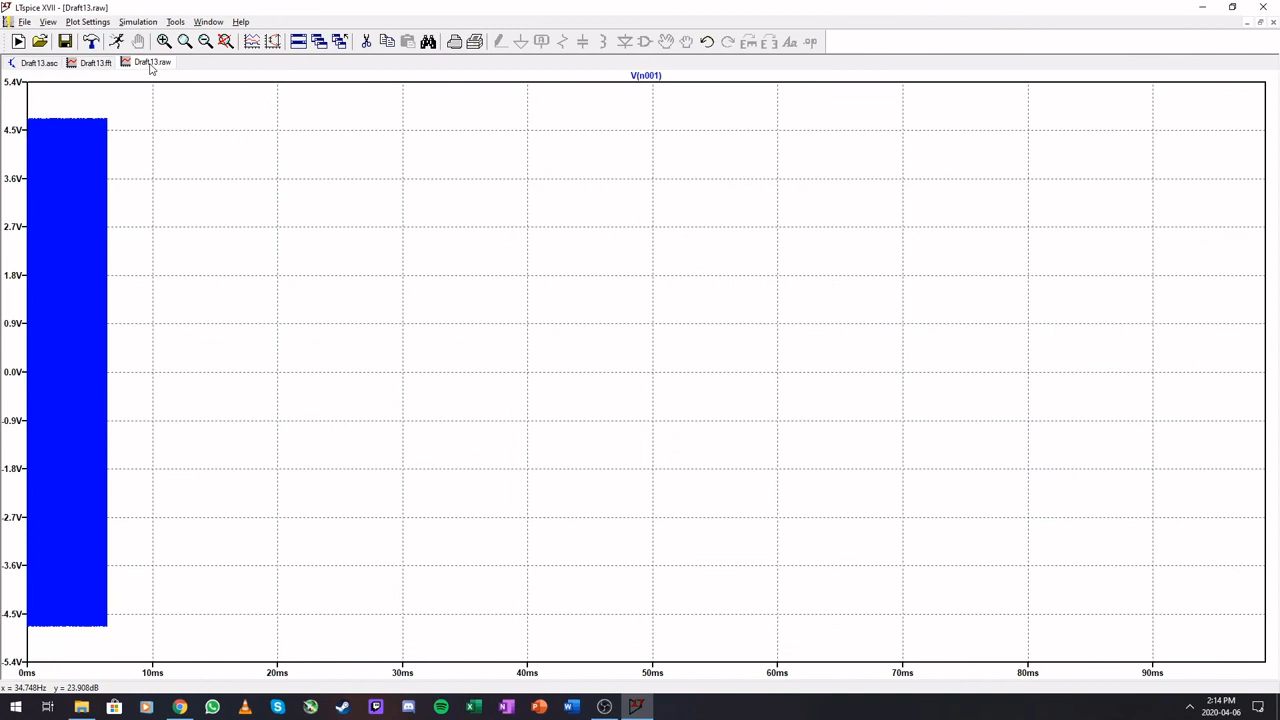 LTspice XVII - [Draft13.raw]
File View Plot Settings Simulation Tools Window Help
Draft13.asc Draft13.fft Draft13.raw
V(n001)
5.4V
4.5V
3.6V
2.7V
1.8V
0.9V
0.0V
-0.9V
-1.8V
-2.7V
-3.6V
-4.5V
-5.4V
0ms 10ms 20ms 30ms 40ms 50ms 60ms 70ms 80ms 90ms
x = 34.748Hz y = 23.908dB
2:14 PM
2020-04-06